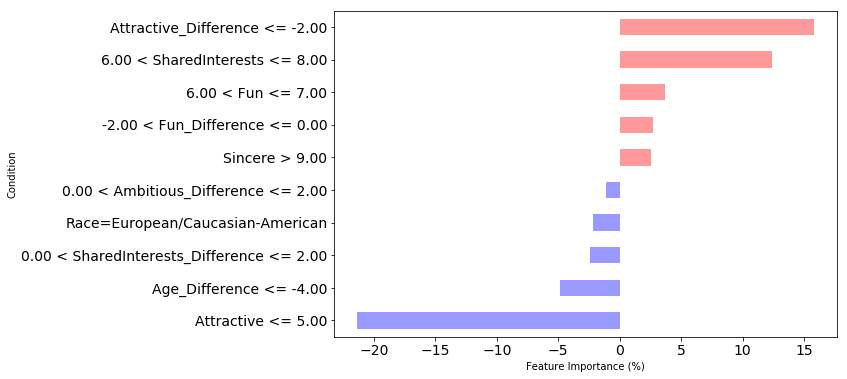 Attractive_Difference <= -2.00
6.00 < SharedInterests <= 8.00
6.00 < Fun <= 7.00
-2.00 < Fun_Difference <= 0.00
Sincere > 9.00
0.00 < Ambitious_Difference <= 2.00
Race=European/Caucasian-American
0.00 < SharedInterests_Difference <= 2.00
Age_Difference <= -4.00
Attractive <= 5.00
Condition
−20 −15 −10 −5 0 5 10 15
Feature Importance (%)